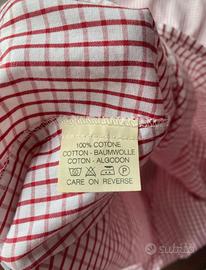 100% COTONE
COTTON - BAUMWOLLE
COTON - ALGODON
CARE ON REVERSE
subito